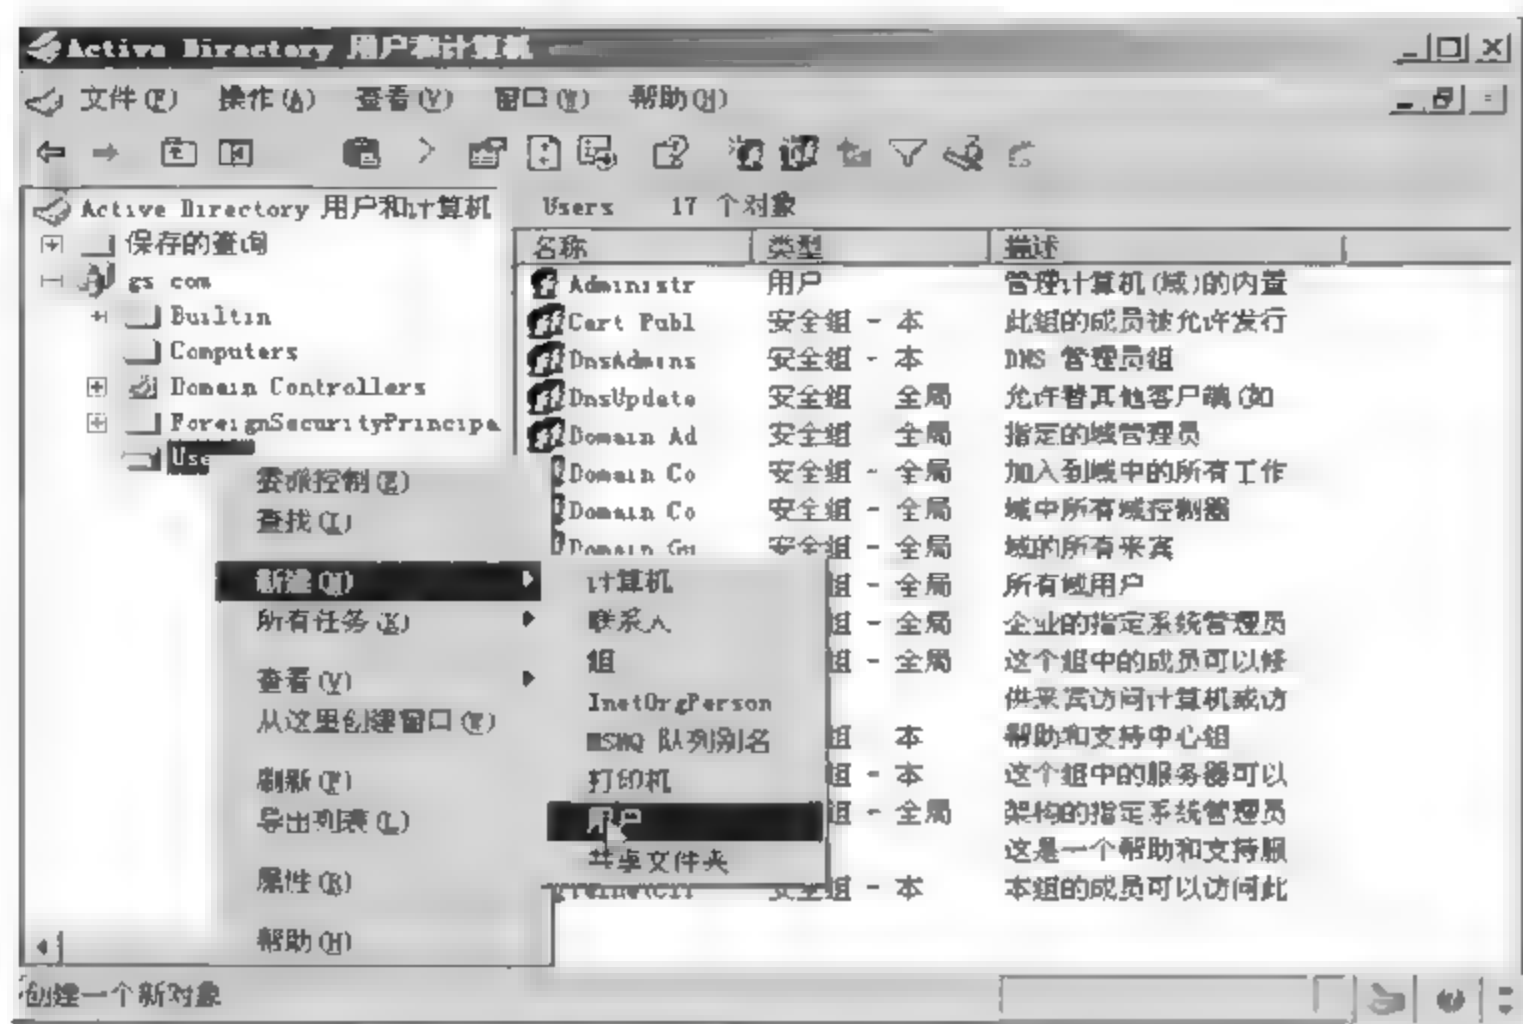 Active Directory 用户和计算机
文件(F) 操作(A) 查看(V) 窗口(W) 帮助(H)
Active Directory 用户和计算机
保存的查询
gs com
Builtin
Computers
Domain Controllers
ForeignSecurityPrincipa
Use
Users 17 个对象
名称 类型 描述
Administr 用户 管理计算机(域)的内置
Cert Publ 安全组 - 本 此组的成员被允许发行
DnsAdmins 安全组 - 本 DNS 管理员组
DnsUpdate 安全组 全局 允许替其他客户端(如
Domain Ad 安全组 全局 指定的域管理员
Domain Co 安全组 - 全局 加入到域中的所有工作
Domain Co 安全组 - 全局 域中所有域控制器
Domain Gu 安全组 - 全局 域的所有来宾
组 - 全局 所有域用户
组 - 全局 企业的指定系统管理员
组 - 全局 这个组中的成员可以修
供来宾访问计算机或访
组 本 帮助和支持中心组
组 - 本 这个组中的服务器可以
组 - 全局 架构的指定系统管理员
这是一个帮助和支持服
安全组 - 本 本组的成员可以访问此
委派控制(E)
查找(I)
新建(N)
所有任务(K)
查看(V)
从这里创建窗口(W)
刷新(F)
导出列表(L)
属性(R)
帮助(H)
计算机
联系人
组
InetOrgPerson
MSMQ 队列别名
打印机
用户
共享文件夹
创建一个新对象